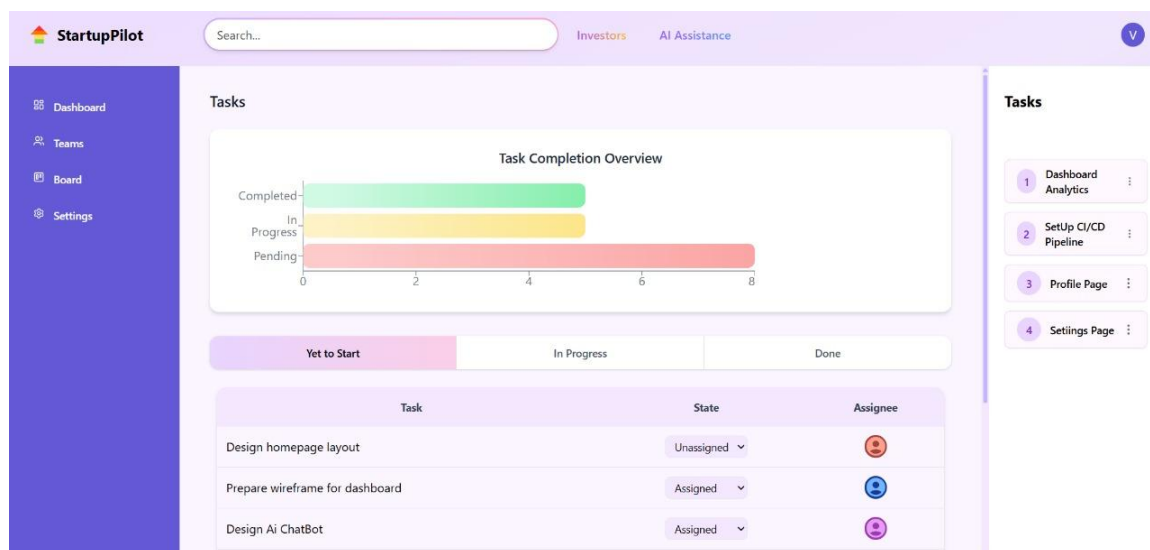 StartupPilot
Search...
Investors
AI Assistance
V
Dashboard
Teams
Board
Settings
Tasks
Task Completion Overview
Completed
In
Progress
Pending
0 2 4 6 8
Yet to Start
In Progress
Done
Task State Assignee
Design homepage layout Unassigned
Prepare wireframe for dashboard Assigned
Design Ai ChatBot Assigned
Tasks
1 Dashboard
Analytics
2 SetUp CI/CD
Pipeline
3 Profile Page
4 Setiings Page